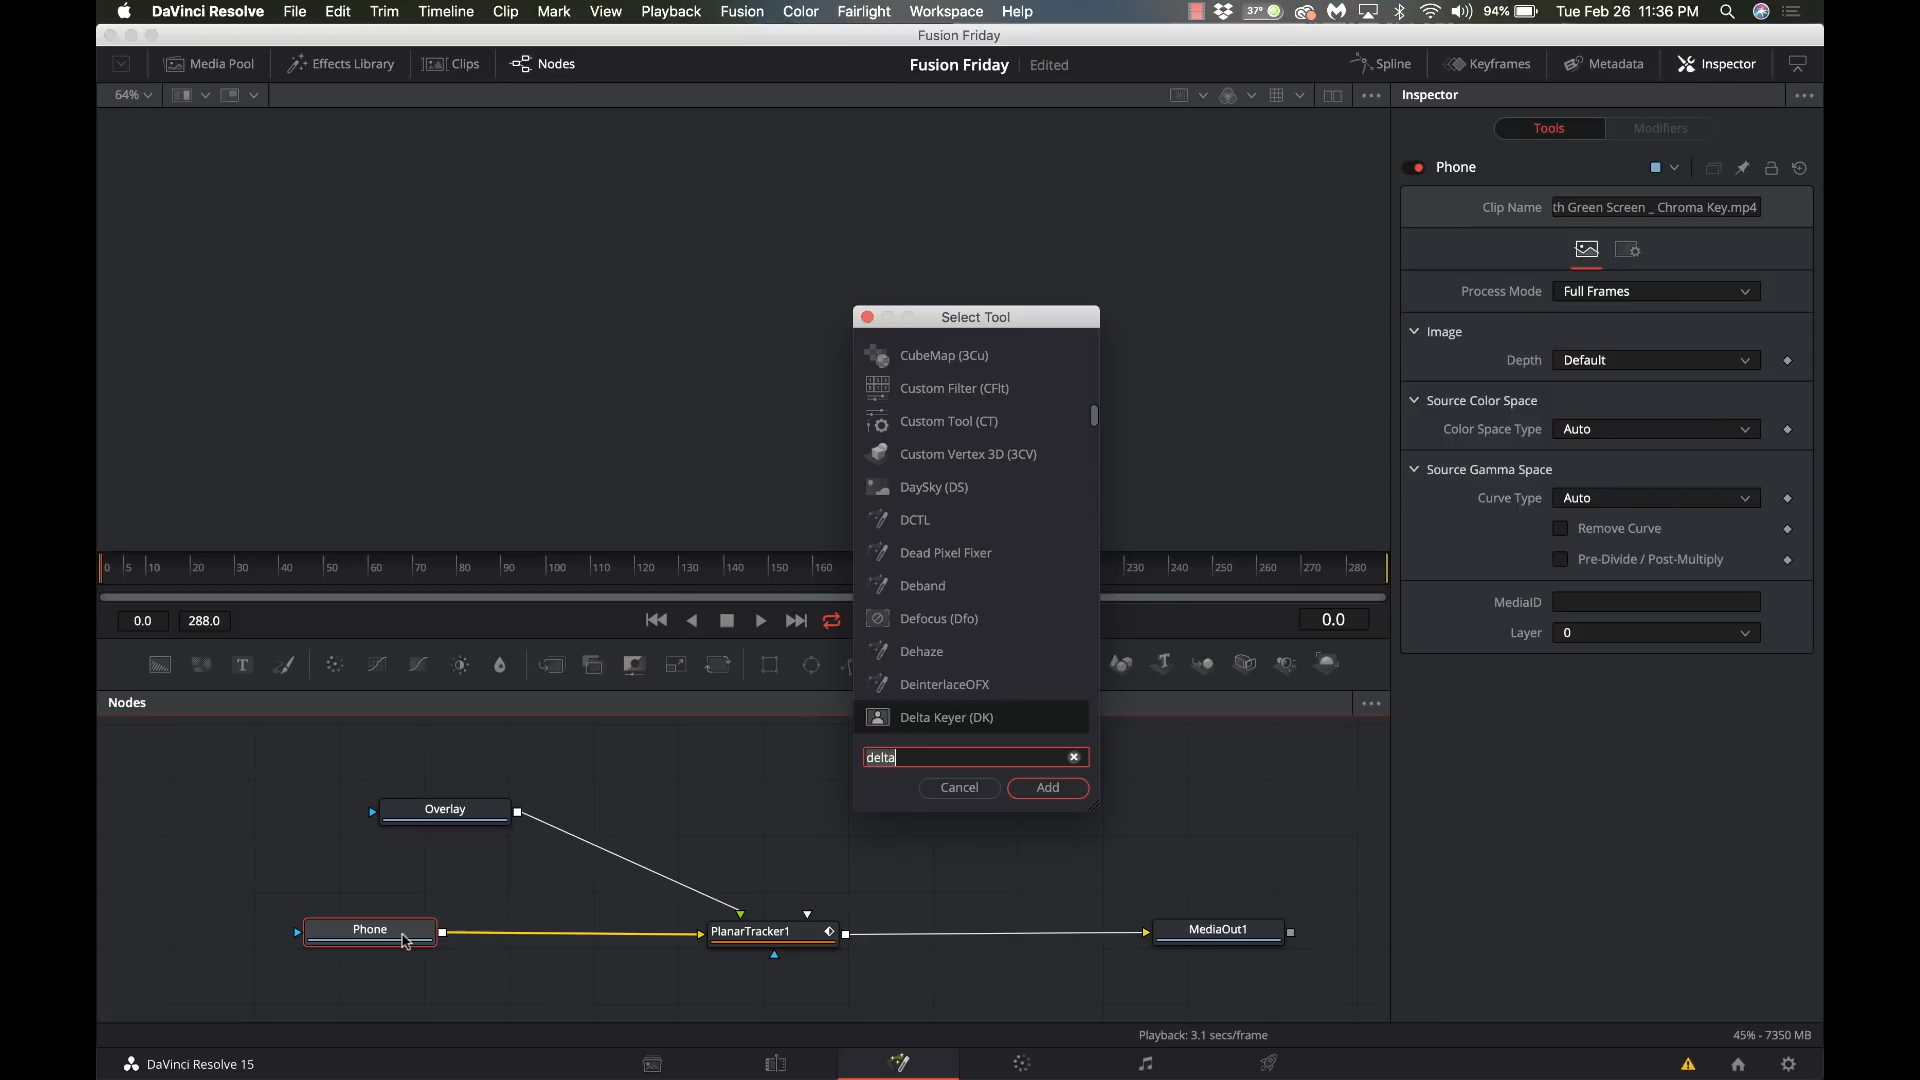 DaVinci Resolve File Edit Trim Timeline Clip Mark View Playback Fusion Color Fairlight Workspace Help 37° 94% Tue Feb 26 11:36 PM
Fusion Friday
Media Pool Effects Library Clips Nodes Fusion Friday Edited Spline Keyframes Metadata Inspector
64% Inspector
Tools Modifiers
Phone
Clip Name th Green Screen _ Chroma Key.mp4
Process Mode Full Frames
Image
Depth Default
Source Color Space
Color Space Type Auto
Source Gamma Space
Curve Type Auto
Remove Curve
Pre-Divide / Post-Multiply
MediaID
Layer 0
Select Tool
CubeMap (3Cu)
Custom Filter (CFlt)
Custom Tool (CT)
Custom Vertex 3D (3CV)
DaySky (DS)
DCTL
Dead Pixel Fixer
Deband
Defocus (Dfo)
Dehaze
DeinterlaceOFX
Delta Keyer (DK)
delta
Cancel Add
0 5 10 20 30 40 50 60 70 80 90 100 110 120 130 140 150 160 230 240 250 260 270 280
0.0 288.0 0.0
Nodes
Overlay
Phone PlanarTracker1 MediaOut1
Playback: 3.1 secs/frame 45% - 7350 MB
DaVinci Resolve 15